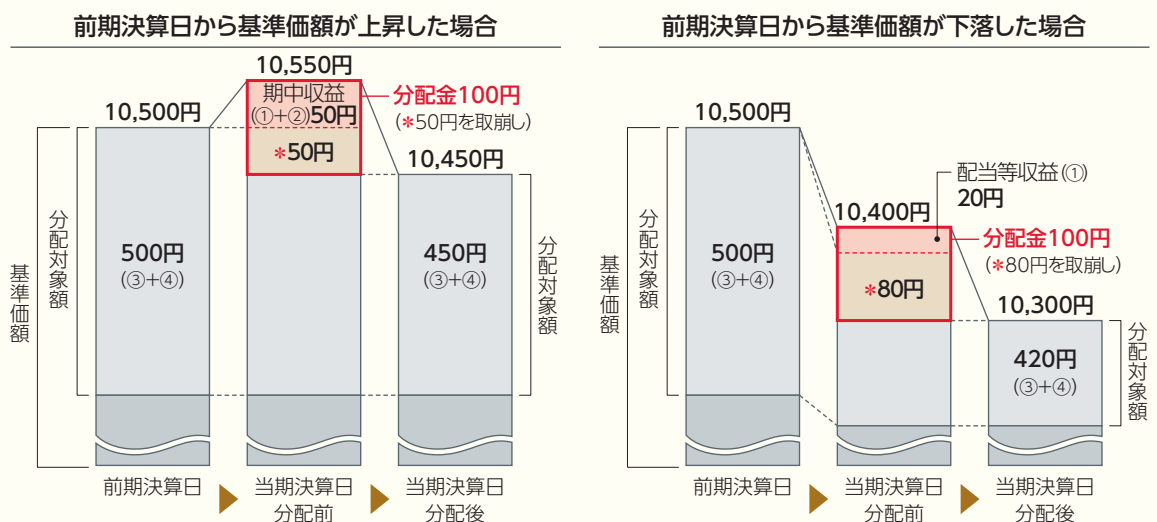 前期決算日から基準価額が上昇した場合
10,550円
期中収益
(①+②)50円
分配金100円
(*50円を取崩し)
10,500円
*50円
10,450円
500円
(③+④)
450円
(③+④)
分配対象額
基準価額
分配対象額
前期決算日
当期決算日
分配前
当期決算日
分配後
前期決算日から基準価額が下落した場合
10,500円
配当等収益(①)
20円
10,400円
分配金100円
(*80円を取崩し)
500円
(③+④)
*80円
10,300円
420円
(③+④)
分配対象額
基準価額
分配対象額
前期決算日
当期決算日
分配前
当期決算日
分配後